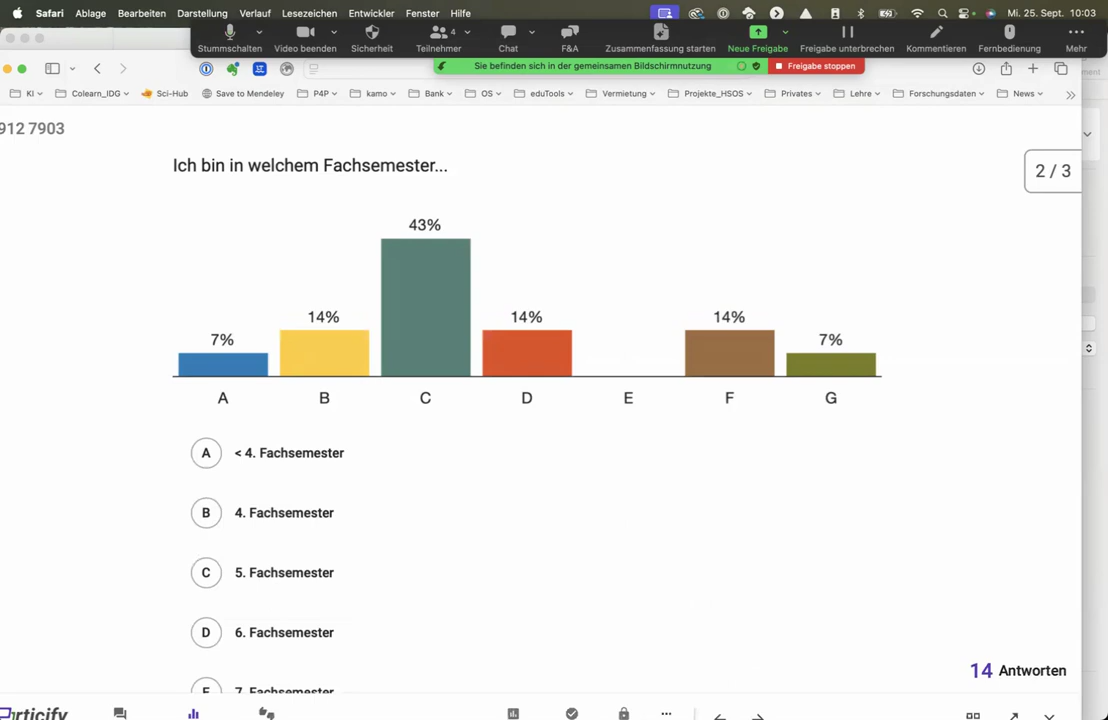 Safari Ablage Bearbeiten Darstellung Verlauf Lesezeichen Entwickler Fenster Hilfe Mi. 25. Sept. 10:03
Stummschalten Video beenden Sicherheit Teilnehmer 4 Chat F&A Zusammenfassung starten Neue Freigabe Freigabe unterbrechen Kommentieren Fernbedienung Mehr
Sie befinden sich in der gemeinsamen Bildschirmnutzung Freigabe stoppen
KI Colearn_IDG Sci-Hub Save to Mendeley P4P kamo Bank OS eduTools Vermietung Projekte_HSOS Privates Lehre Forschungsdaten News
912 7903
Ich bin in welchem Fachsemester...
2 / 3
43%
14% 14% 14%
7% 7%
A B C D E F G
A < 4. Fachsemester
B 4. Fachsemester
C 5. Fachsemester
D 6. Fachsemester
14 Antworten
E 7. Fachsemester
articify